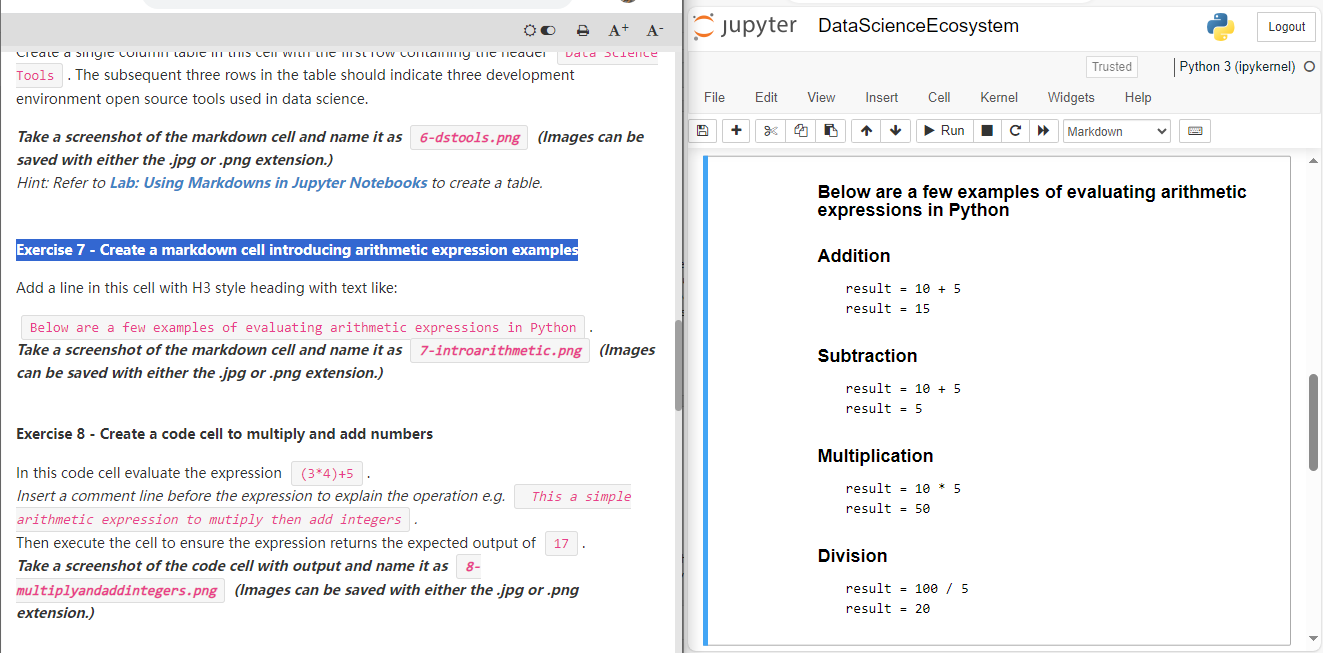 A+
A-
Create a single column table in this cell with the first row containing the header Data Science
Tools . The subsequent three rows in the table should indicate three development
environment open source tools used in data science.
Take a screenshot of the markdown cell and name it as 6-dstools.png (Images can be
saved with either the .jpg or .png extension.)
Hint: Refer to Lab: Using Markdowns in Jupyter Notebooks to create a table.
Exercise 7 - Create a markdown cell introducing arithmetic expression examples
Add a line in this cell with H3 style heading with text like:
Below are a few examples of evaluating arithmetic expressions in Python .
Take a screenshot of the markdown cell and name it as 7-introarithmetic.png (Images
can be saved with either the .jpg or .png extension.)
Exercise 8 - Create a code cell to multiply and add numbers
In this code cell evaluate the expression (3*4)+5 .
Insert a comment line before the expression to explain the operation e.g. This a simple
arithmetic expression to mutiply then add integers .
Then execute the cell to ensure the expression returns the expected output of 17 .
Take a screenshot of the code cell with output and name it as 8-
multiplyandaddintegers.png (Images can be saved with either the .jpg or .png
extension.)
jupyter DataScienceEcosystem
Logout
Trusted
Python 3 (ipykernel)
File Edit View Insert Cell Kernel Widgets Help
Run Markdown
Below are a few examples of evaluating arithmetic
expressions in Python
Addition
result = 10 + 5
result = 15
Subtraction
result = 10 + 5
result = 5
Multiplication
result = 10 * 5
result = 50
Division
result = 100 / 5
result = 20